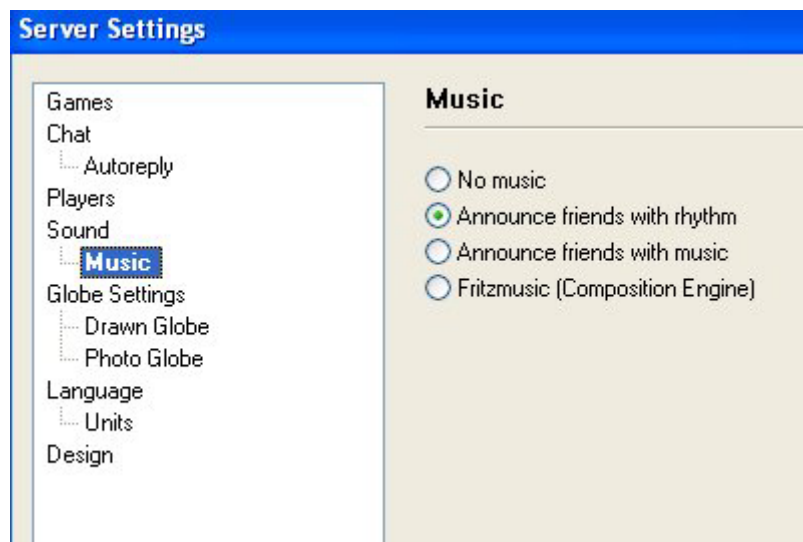 Server Settings
Games
Chat
Autoreply
Players
Sound
Music
Globe Settings
Drawn Globe
Photo Globe
Language
Units
Design
Music
No music
Announce friends with rhythm
Announce friends with music
Fritzmusic (Composition Engine)